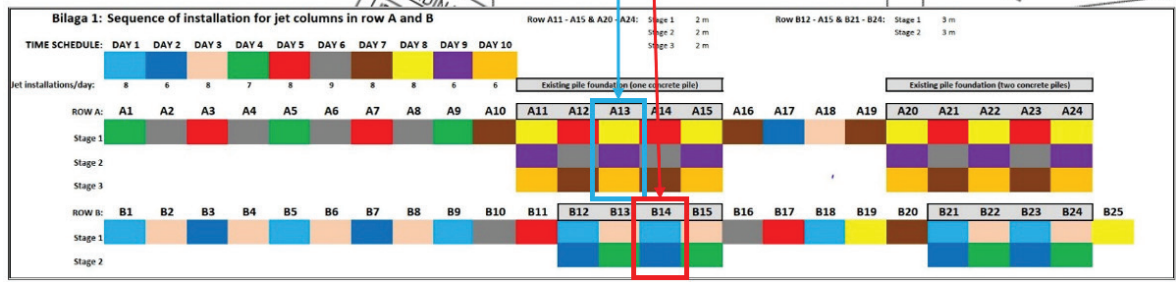 Bilaga 1: Sequence of installation for jet columns in row A and B
Row A11 - A15 & A20 - A24: Stage 1 2 m
Stage 2 2 m
Stage 3 2 m
Row B12 - A15 & B21 - B24: Stage 1 3 m
Stage 2 3 m
TIME SCHEDULE: DAY 1 DAY 2 DAY 3 DAY 4 DAY 5 DAY 6 DAY 7 DAY 8 DAY 9 DAY 10
Jet installations/day: 8 6 8 7 8 9 8 8 6 6
Existing pile foundation (one concrete pile) Existing pile foundation (two concrete piles)
ROW A: A1 A2 A3 A4 A5 A6 A7 A8 A9 A10 A11 A12 A13 A14 A15 A16 A17 A18 A19 A20 A21 A22 A23 A24
Stage 1
Stage 2
Stage 3
ROW B: B1 B2 B3 B4 B5 B6 B7 B8 B9 B10 B11 B12 B13 B14 B15 B16 B17 B18 B19 B20 B21 B22 B23 B24 B25
Stage 1
Stage 2